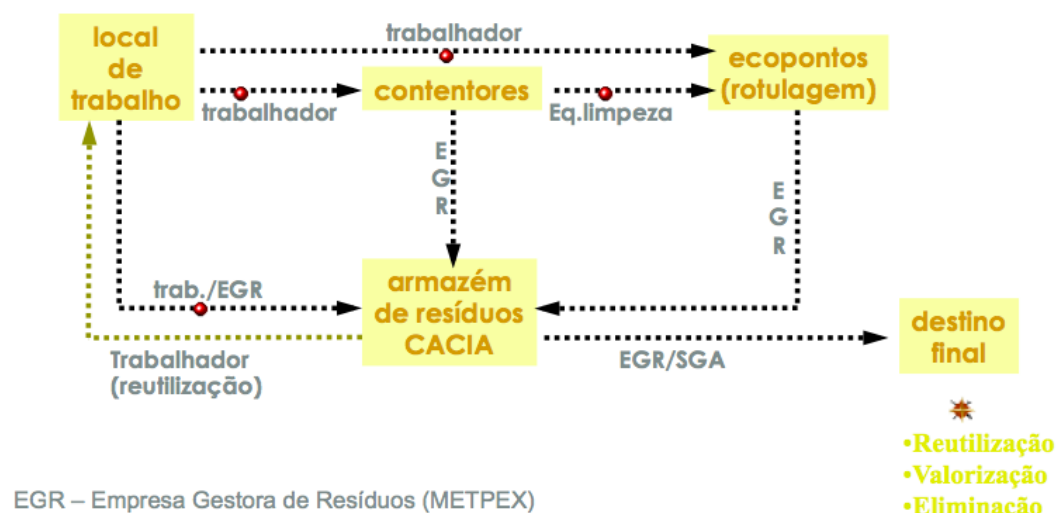 local
de
trabalho
trabalhador
ecopontos
(rotulagem)
trabalhador
contentores
Eq.limpeza
E
G
R
E
G
R
trab./EGR
armazém
de resíduos
CACIA
Trabalhador
(reutilização)
EGR/SGA
destino
final
•Reutilização
•Valorização
•Eliminação
EGR – Empresa Gestora de Resíduos (METPEX)